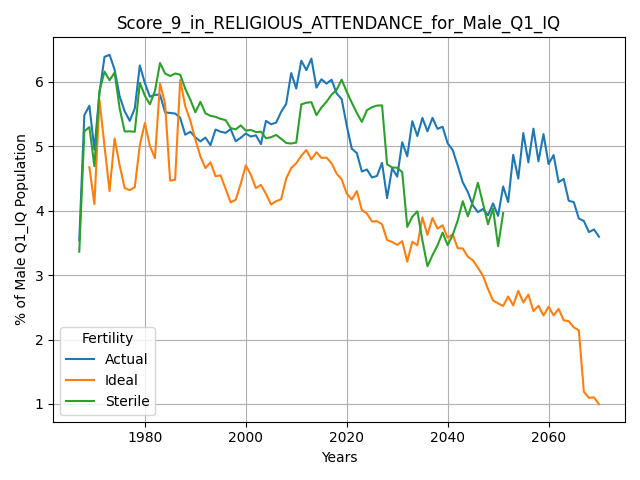 Score_9_in_RELIGIOUS_ATTENDANCE_for_Male_Q1_IQ
% of Male Q1_IQ Population
6
5
4
3
2
1
Fertility
Actual
Ideal
Sterile
1980 2000 2020 2040 2060
Years